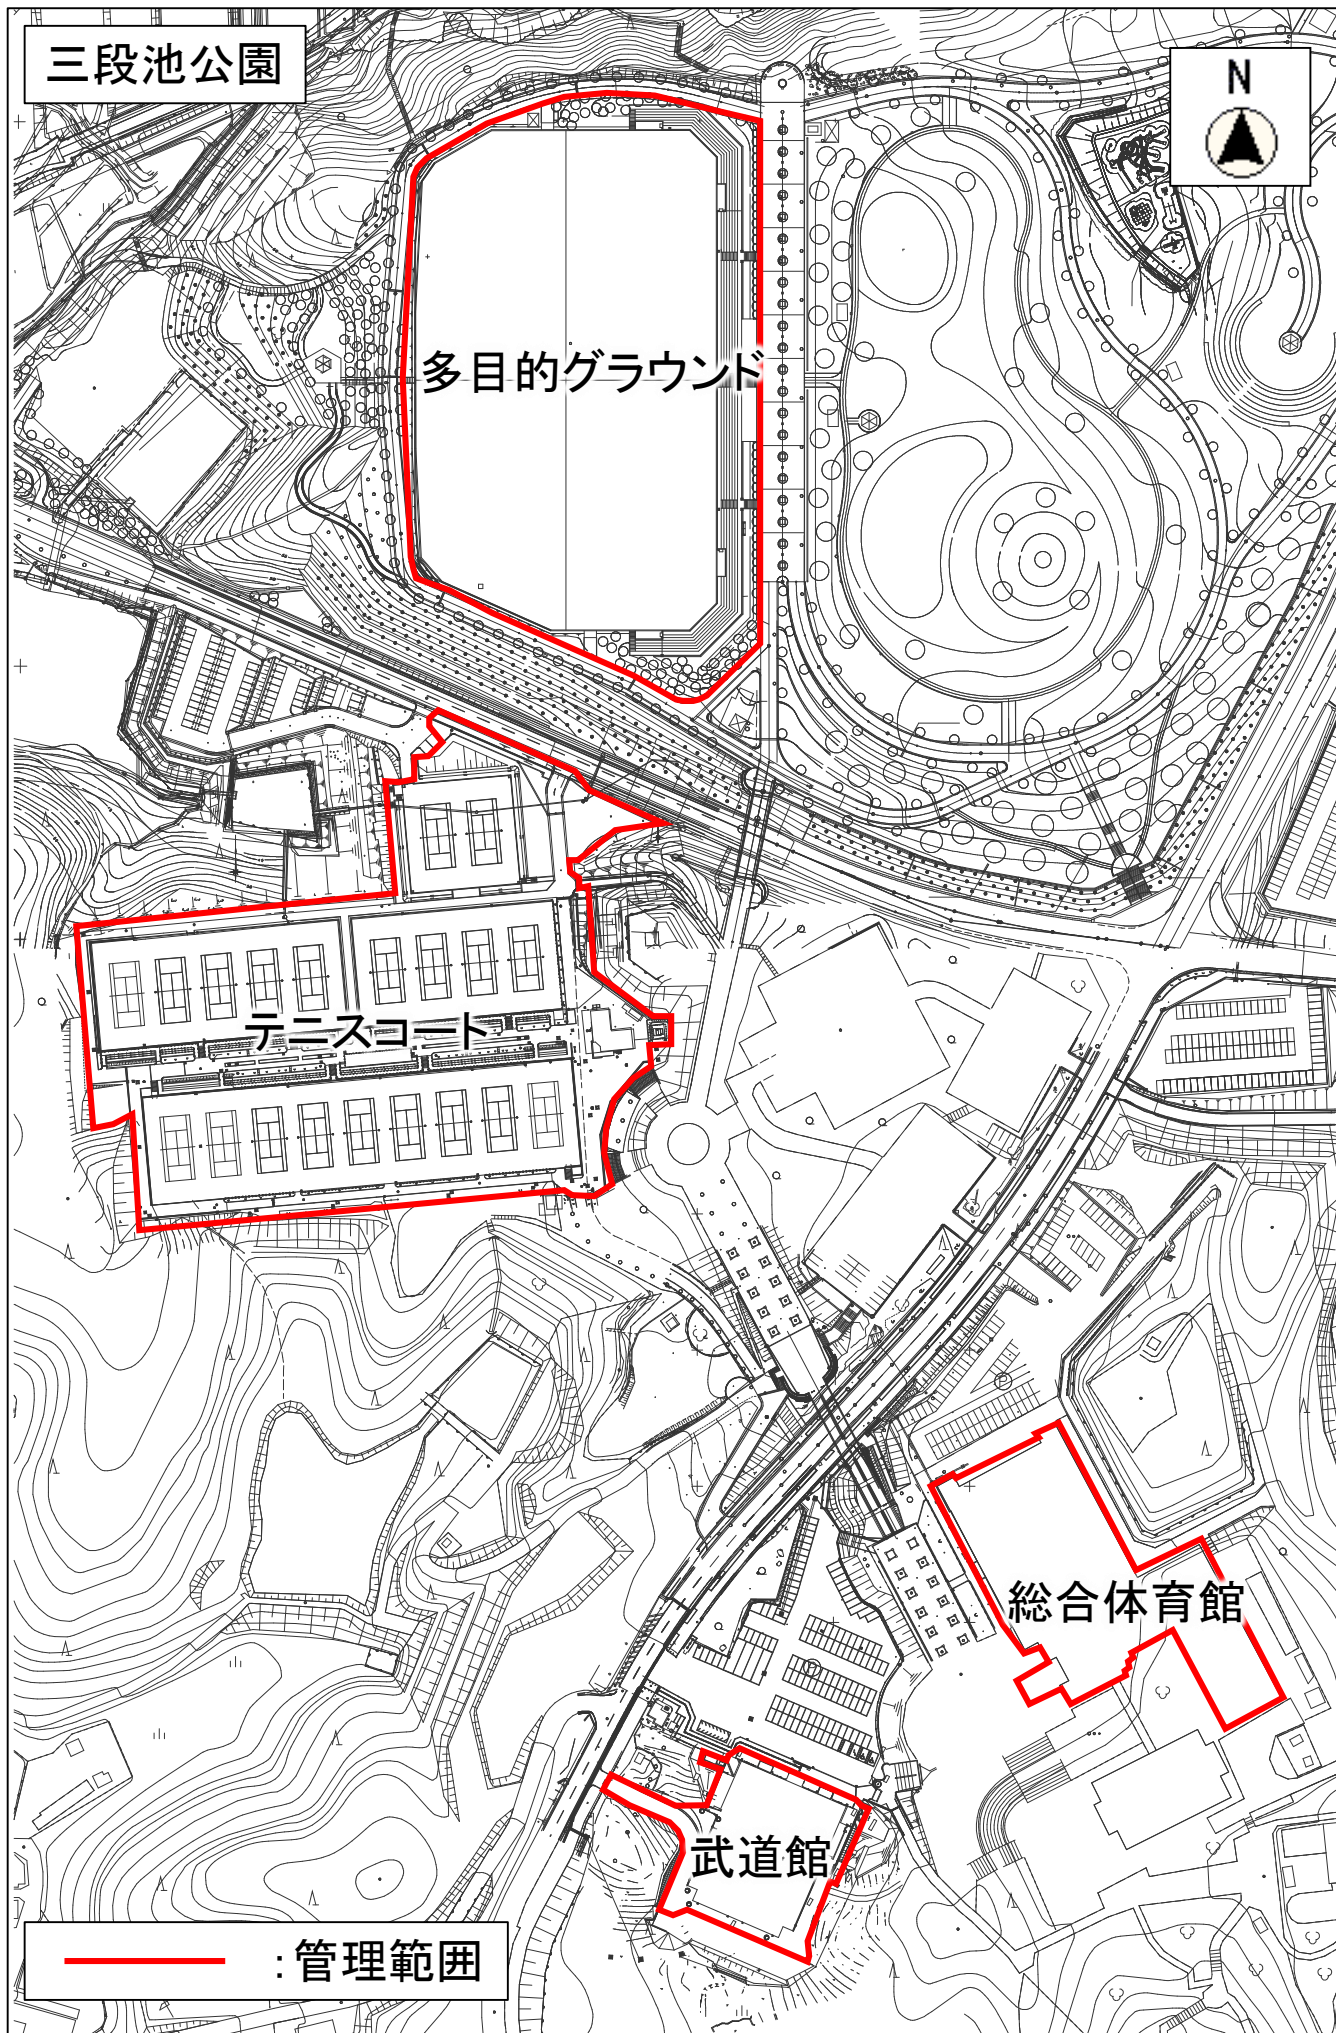 三段池公園
N
多目的グラウンド
テニスコート
総合体育館
武道館
:管理範囲